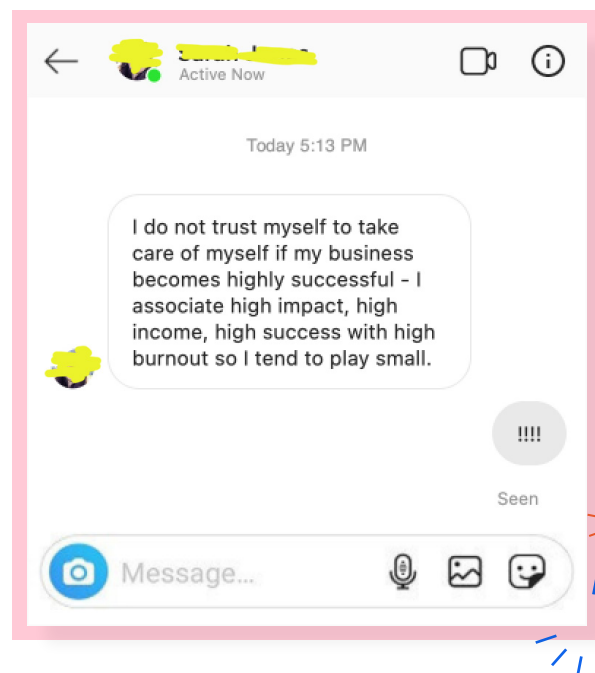 Active Now
Today 5:13 PM
I do not trust myself to take
care of myself if my business
becomes highly successful - I
associate high impact, high
income, high success with high
burnout so I tend to play small.
!!!!
Seen
Message...